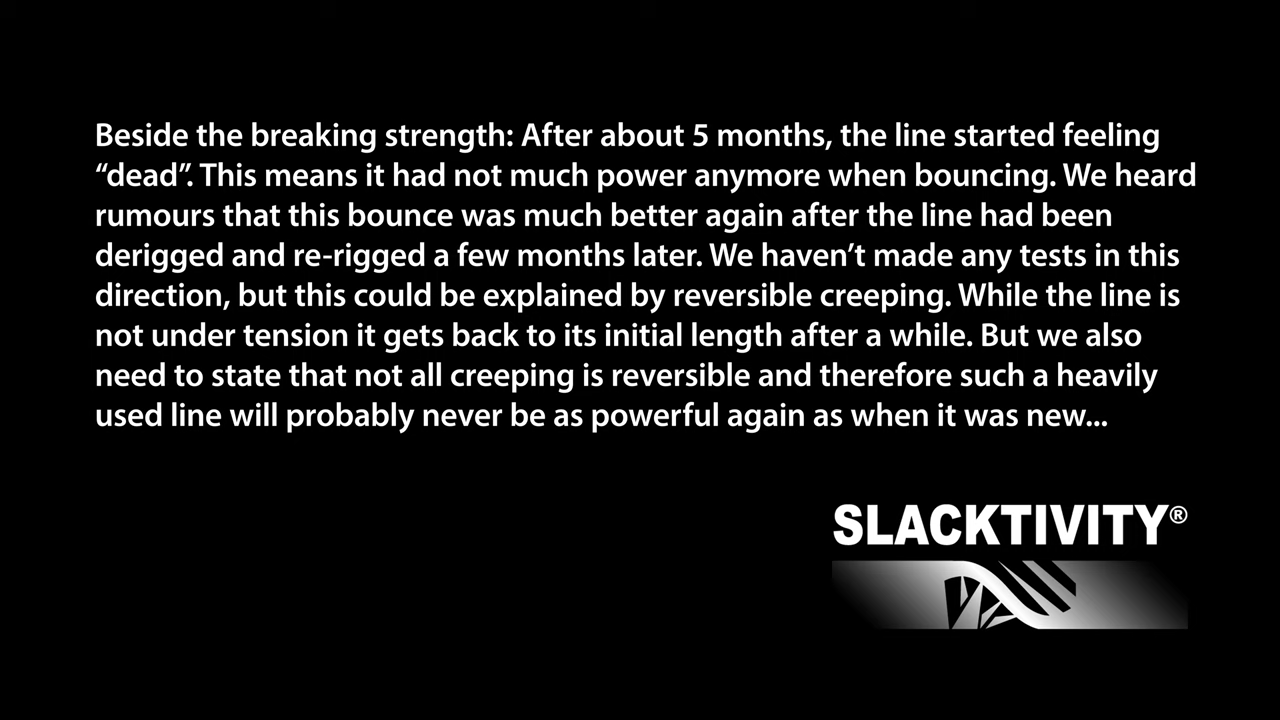 Beside the breaking strength: After about 5 months, the line started feeling
“dead”. This means it had not much power anymore when bouncing. We heard
rumours that this bounce was much better again after the line had been
derigged and re-rigged a few months later. We haven’t made any tests in this
direction, but this could be explained by reversible creeping. While the line is
not under tension it gets back to its initial length after a while. But we also
need to state that not all creeping is reversible and therefore such a heavily
used line will probably never be as powerful again as when it was new...
SLACKTIVITY®